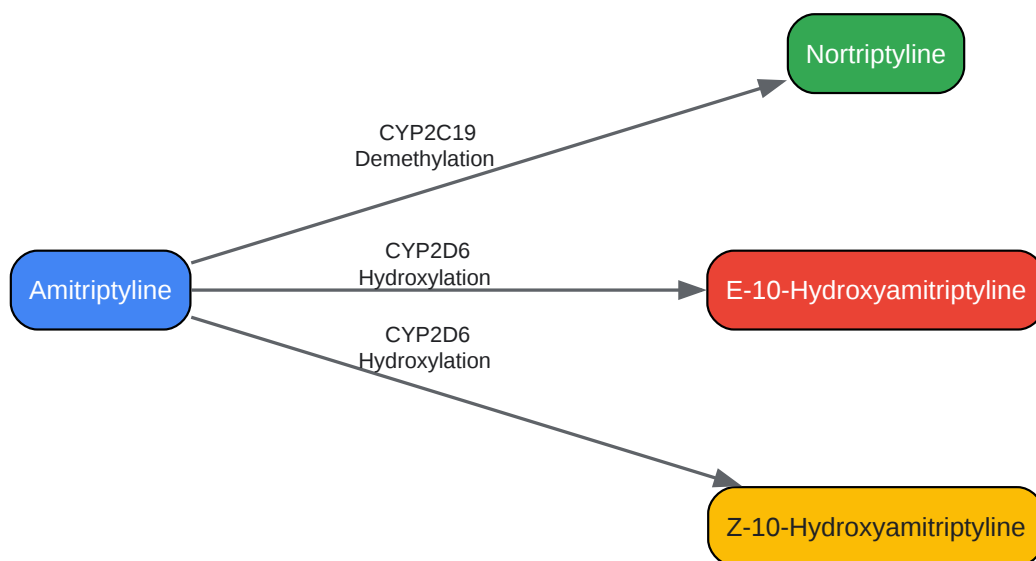 Nortriptyline
CYP2C19
Demethylation
CYP2D6
Hydroxylation
Amitriptyline
E-10-Hydroxyamitriptyline
CYP2D6
Hydroxylation
Z-10-Hydroxyamitriptyline